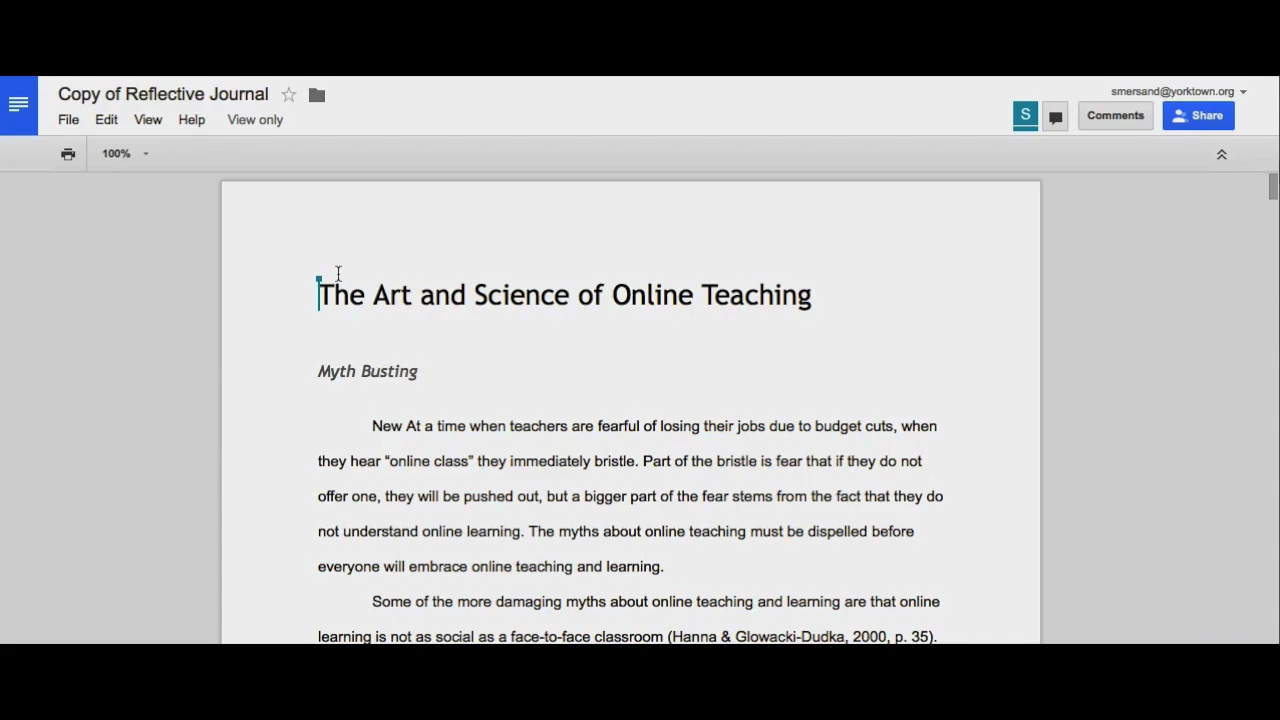 Copy of Reflective Journal
smersand@yorktown.org
File Edit View Help View only
S
Comments
Share
100%
The Art and Science of Online Teaching
Myth Busting
New At a time when teachers are fearful of losing their jobs due to budget cuts, when
they hear “online class” they immediately bristle. Part of the bristle is fear that if they do not
offer one, they will be pushed out, but a bigger part of the fear stems from the fact that they do
not understand online learning. The myths about online teaching must be dispelled before
everyone will embrace online teaching and learning.
Some of the more damaging myths about online teaching and learning are that online
learning is not as social as a face-to-face classroom (Hanna & Glowacki-Dudka, 2000, p. 35).